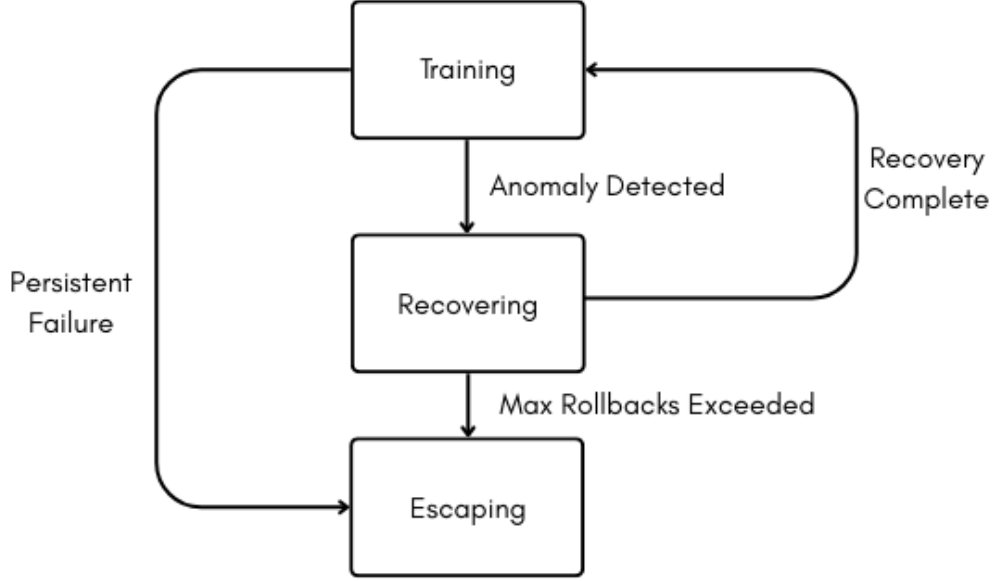 Training
Anomaly Detected
Recovery
Complete
Persistent
Failure
Recovering
Max Rollbacks Exceeded
Escaping